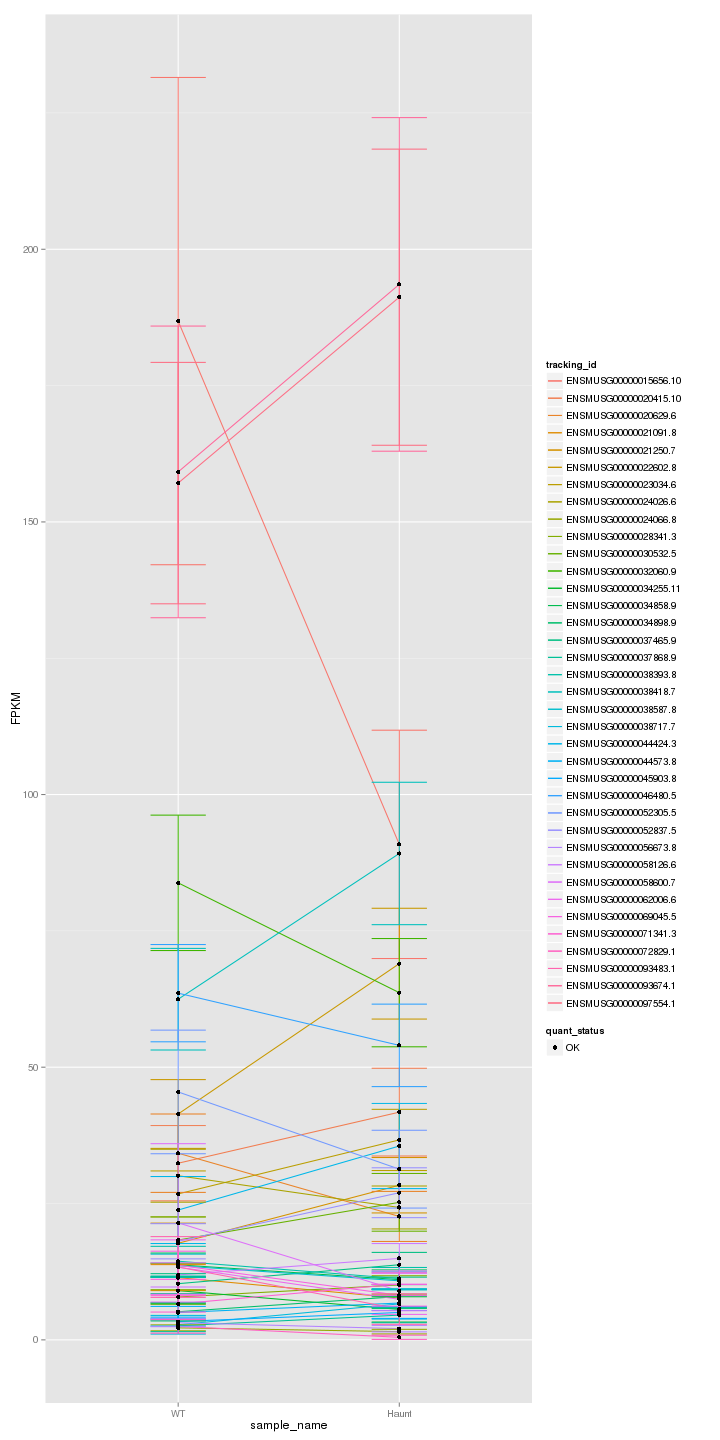 200
150
100
50
0
FPKM
WT
Haunt
sample_name
tracking_id
ENSMUSG00000015656.10
ENSMUSG00000020415.10
ENSMUSG00000020629.6
ENSMUSG00000021091.8
ENSMUSG00000021250.7
ENSMUSG00000022602.8
ENSMUSG00000023034.6
ENSMUSG00000024026.6
ENSMUSG00000024066.8
ENSMUSG00000028341.3
ENSMUSG00000030532.5
ENSMUSG00000032060.9
ENSMUSG00000034255.11
ENSMUSG00000034858.9
ENSMUSG00000034898.9
ENSMUSG00000037465.9
ENSMUSG00000037868.9
ENSMUSG00000038393.8
ENSMUSG00000038418.7
ENSMUSG00000038587.8
ENSMUSG00000038717.7
ENSMUSG00000044424.3
ENSMUSG00000044573.8
ENSMUSG00000045903.8
ENSMUSG00000046480.5
ENSMUSG00000052305.5
ENSMUSG00000052837.5
ENSMUSG00000056673.8
ENSMUSG00000058126.6
ENSMUSG00000058600.7
ENSMUSG00000062006.6
ENSMUSG00000069045.5
ENSMUSG00000071341.3
ENSMUSG00000072829.1
ENSMUSG00000093483.1
ENSMUSG00000093674.1
ENSMUSG00000097554.1
quant_status
OK